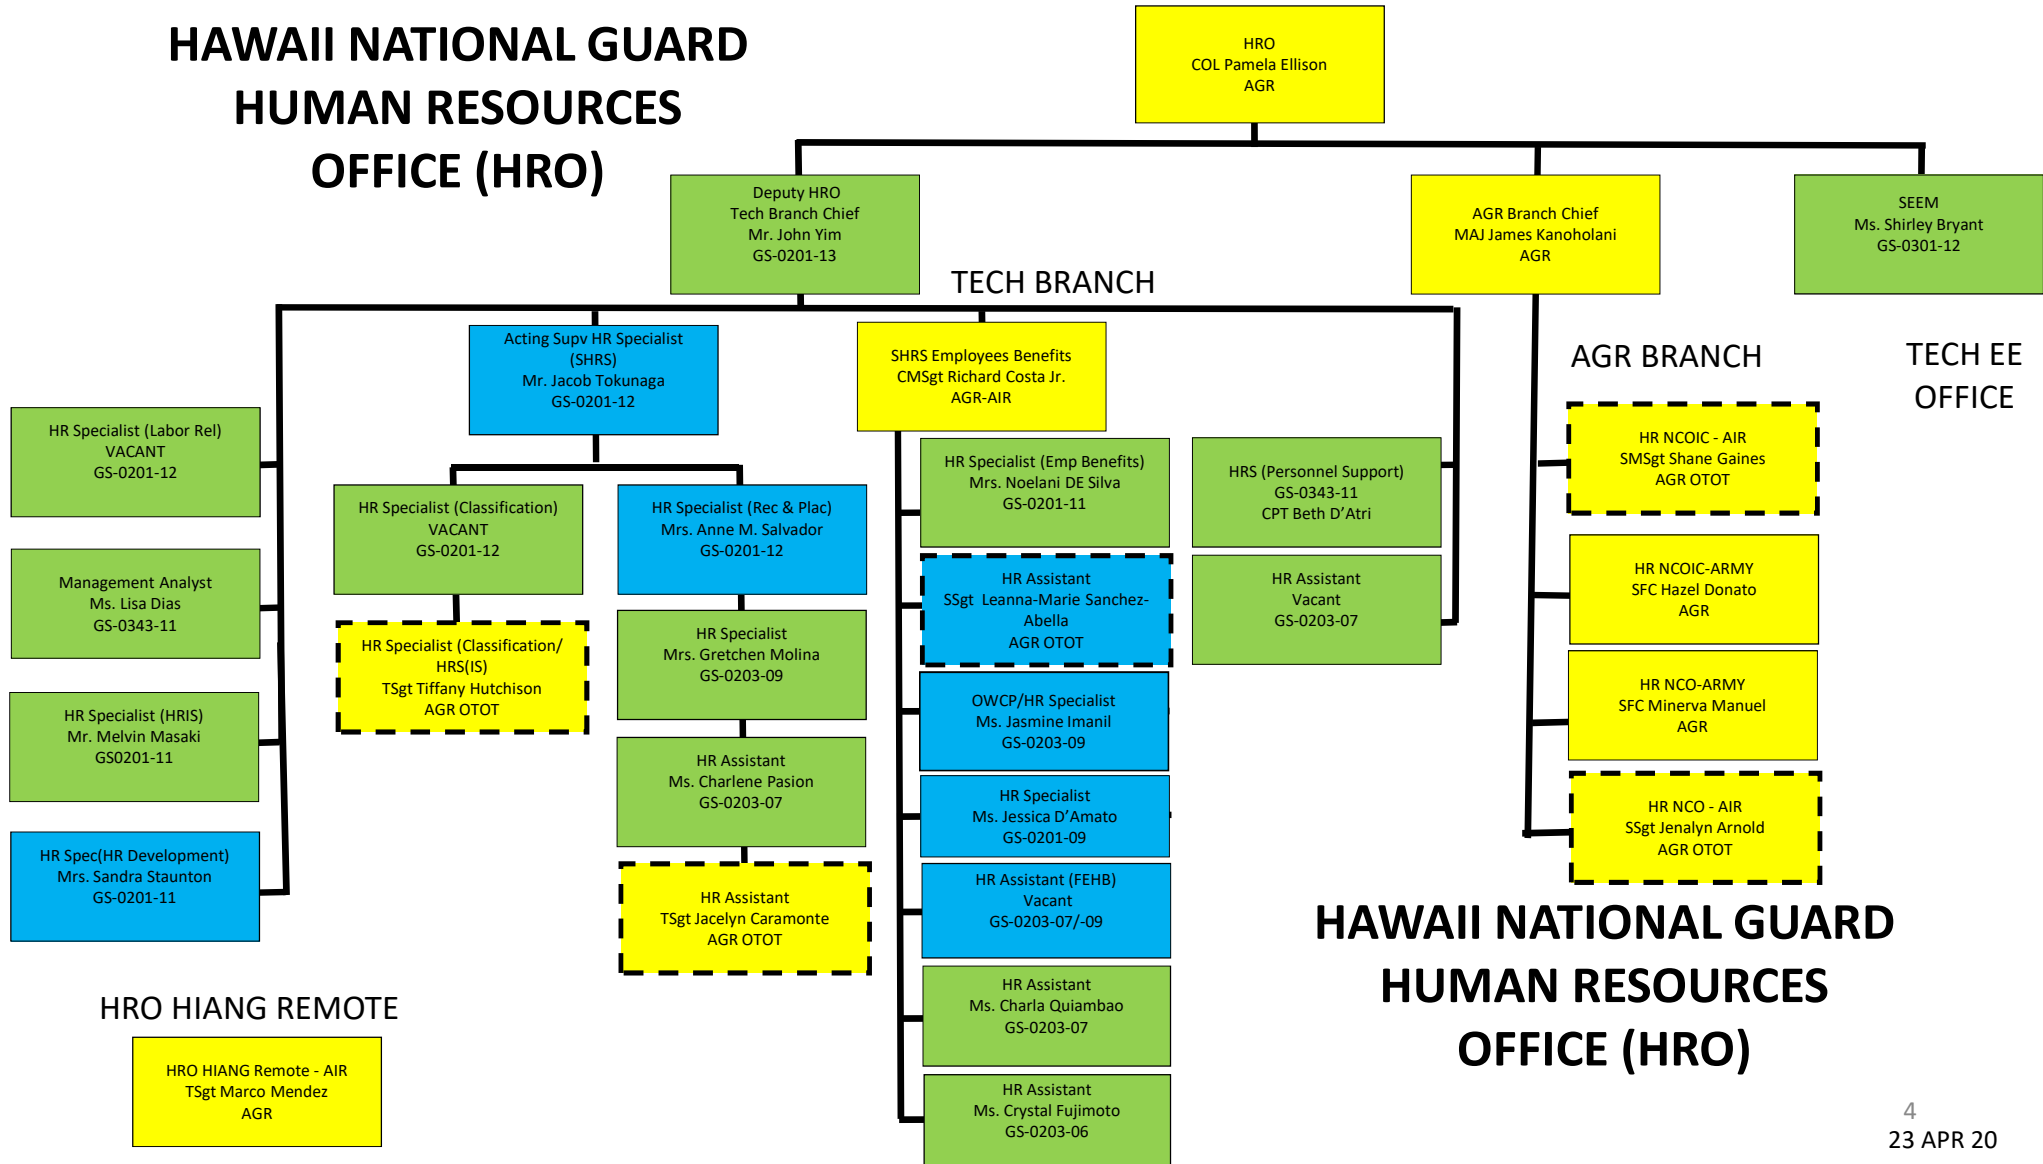 HAWAII NATIONAL GUARD
HUMAN RESOURCES
OFFICE (HRO)
HRO
COL Pamela Ellison
AGR
Deputy HRO
Tech Branch Chief
Mr. John Yim
GS-0201-13
AGR Branch Chief
MAJ James Kanoholani
AGR
SEEM
Ms. Shirley Bryant
GS-0301-12
TECH BRANCH
AGR BRANCH
TECH EE
OFFICE
HR Specialist (Labor Rel)
VACANT
GS-0201-12
Management Analyst
Ms. Lisa Dias
GS-0343-11
HR Specialist (HRIS)
Mr. Melvin Masaki
GS0201-11
HR Spec(HR Development)
Mrs. Sandra Staunton
GS-0201-11
Acting Supv HR Specialist
(SHRS)
Mr. Jacob Tokunaga
GS-0201-12
HR Specialist (Classification)
VACANT
GS-0201-12
HR Specialist (Classification/
HRS(IS)
TSgt Tiffany Hutchison
AGR OTOT
HR Specialist (Rec & Plac)
Mrs. Anne M. Salvador
GS-0201-12
HR Specialist
Mrs. Gretchen Molina
GS-0203-09
HR Assistant
Ms. Charlene Pasion
GS-0203-07
HR Assistant
TSgt Jacelyn Caramonte
AGR OTOT
SHRS Employees Benefits
CMSgt Richard Costa Jr.
AGR-AIR
HR Specialist (Emp Benefits)
Mrs. Noelani DE Silva
GS-0201-11
HR Assistant
SSgt Leanna-Marie Sanchez-
Abella
AGR OTOT
OWCP/HR Specialist
Ms. Jasmine Imanil
GS-0203-09
HR Specialist
Ms. Jessica D’Amato
GS-0201-09
HR Assistant (FEHB)
Vacant
GS-0203-07/-09
HR Assistant
Ms. Charla Quiambao
GS-0203-07
HR Assistant
Ms. Crystal Fujimoto
GS-0203-06
HRS (Personnel Support)
GS-0343-11
CPT Beth D’Atri
HR Assistant
Vacant
GS-0203-07
HR NCOIC - AIR
SMSgt Shane Gaines
AGR OTOT
HR NCOIC-ARMY
SFC Hazel Donato
AGR
HR NCO-ARMY
SFC Minerva Manuel
AGR
HR NCO - AIR
SSgt Jenalyn Arnold
AGR OTOT
HRO HIANG REMOTE
HRO HIANG Remote - AIR
TSgt Marco Mendez
AGR
HAWAII NATIONAL GUARD
HUMAN RESOURCES
OFFICE (HRO)
4
23 APR 20